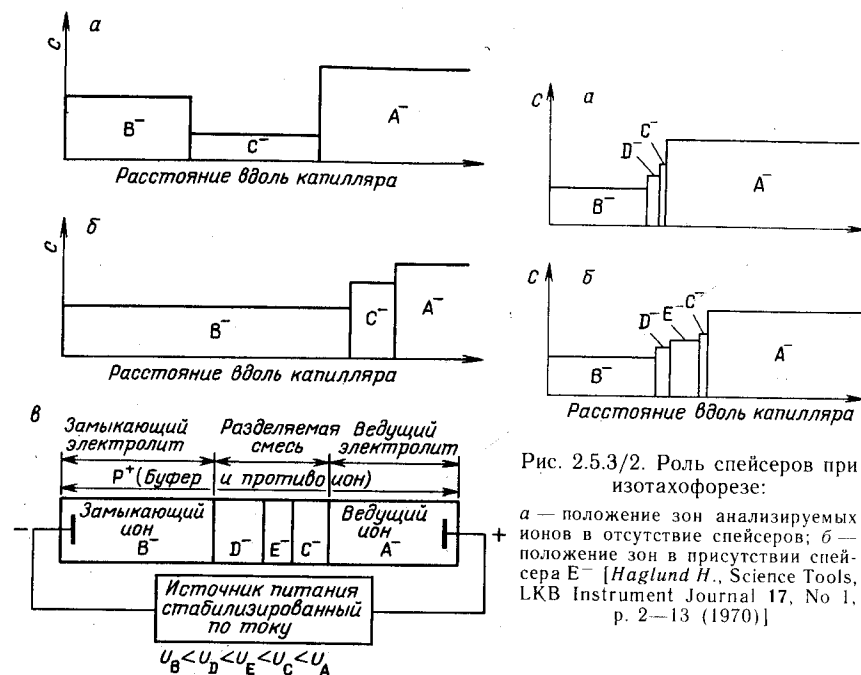 а
C
B⁻
C⁻
A⁻
Расстояние вдоль капилляра
б
C
B⁻
C⁻
A⁻
Расстояние вдоль капилляра
в
Замыкающий электролит
Разделяемая смесь
Ведущий электролит
P⁺ (Буфер и противоион)
Замыкающий ион B⁻
D⁻
E⁻
C⁻
Ведущий ион A⁻
−
+
Источник питания
стабилизированный
по току
U_B<U_D<U_E<U_C<U_A
C
а
D⁻
C⁻
B⁻
A⁻
C
б
D⁻
E⁻
C⁻
B⁻
A⁻
Расстояние вдоль капилляра
Рис. 2.5.3/2. Роль спейсеров при
изотахофорезе:
а — положение зон анализируемых
ионов в отсутствие спейсеров; б —
положение зон в присутствии спей-
сера E⁻ [Haglund H., Science Tools,
LKB Instrument Journal 17, No 1,
p. 2—13 (1970)]